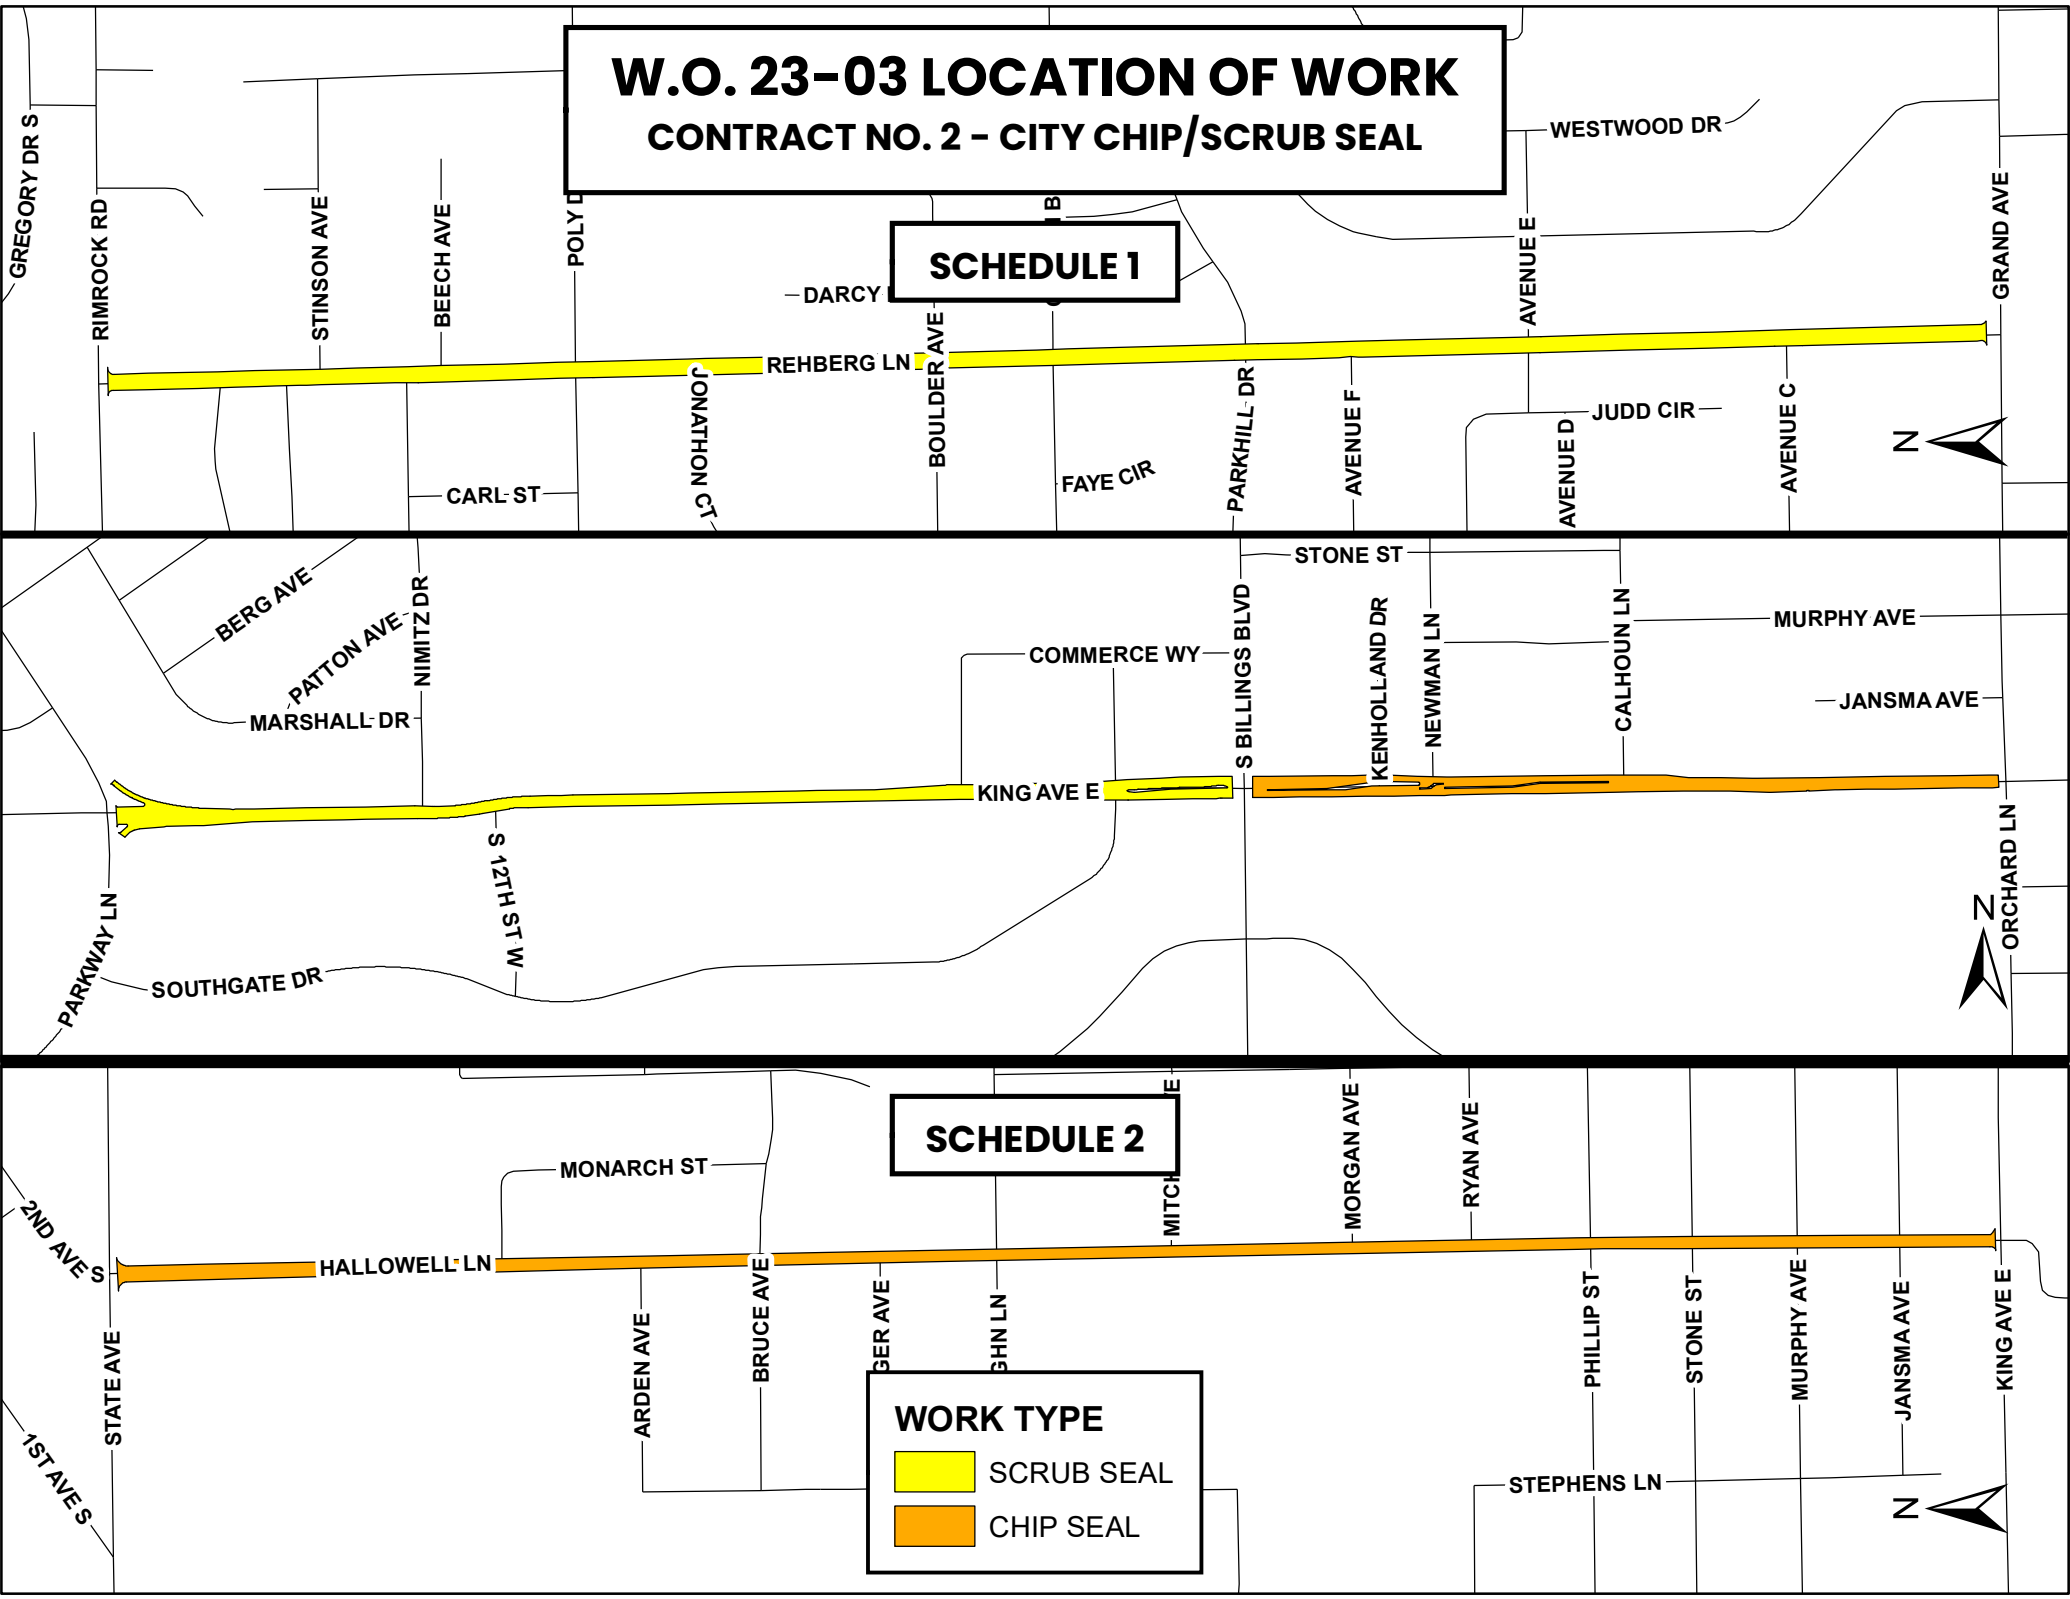 W.O. 23-03 LOCATION OF WORK
CONTRACT NO. 2 - CITY CHIP/SCRUB SEAL
SCHEDULE 1
GREGORY DR S
RIMROCK RD
STINSON AVE
BEECH AVE
POLY
DARCY
BOULDER AVE
WESTWOOD DR
AVENUE E
GRAND AVE
REHBERG LN
JONATHON CT
CARL ST
FAYE CIR
PARKHILL DR
AVENUE F
AVENUE D
JUDD CIR
AVENUE C
N
BERG AVE
PATTON AVE
NIMITZ DR
MARSHALL DR
STONE ST
COMMERCE WY
S BILLINGS BLVD
KENHOLLAND DR
NEWMAN LN
CALHOUN LN
MURPHY AVE
JANSMA AVE
KING AVE E
S 12TH ST W
PARKWAY LN
SOUTHGATE DR
ORCHARD LN
N
SCHEDULE 2
2ND AVE S
MONARCH ST
MORGAN AVE
RYAN AVE
HALLOWELL LN
STATE AVE
1ST AVE S
ARDEN AVE
BRUCE AVE
GER AVE
GHN LN
PHILLIP ST
STONE ST
MURPHY AVE
JANSMA AVE
KING AVE E
STEPHENS LN
N
WORK TYPE
SCRUB SEAL
CHIP SEAL